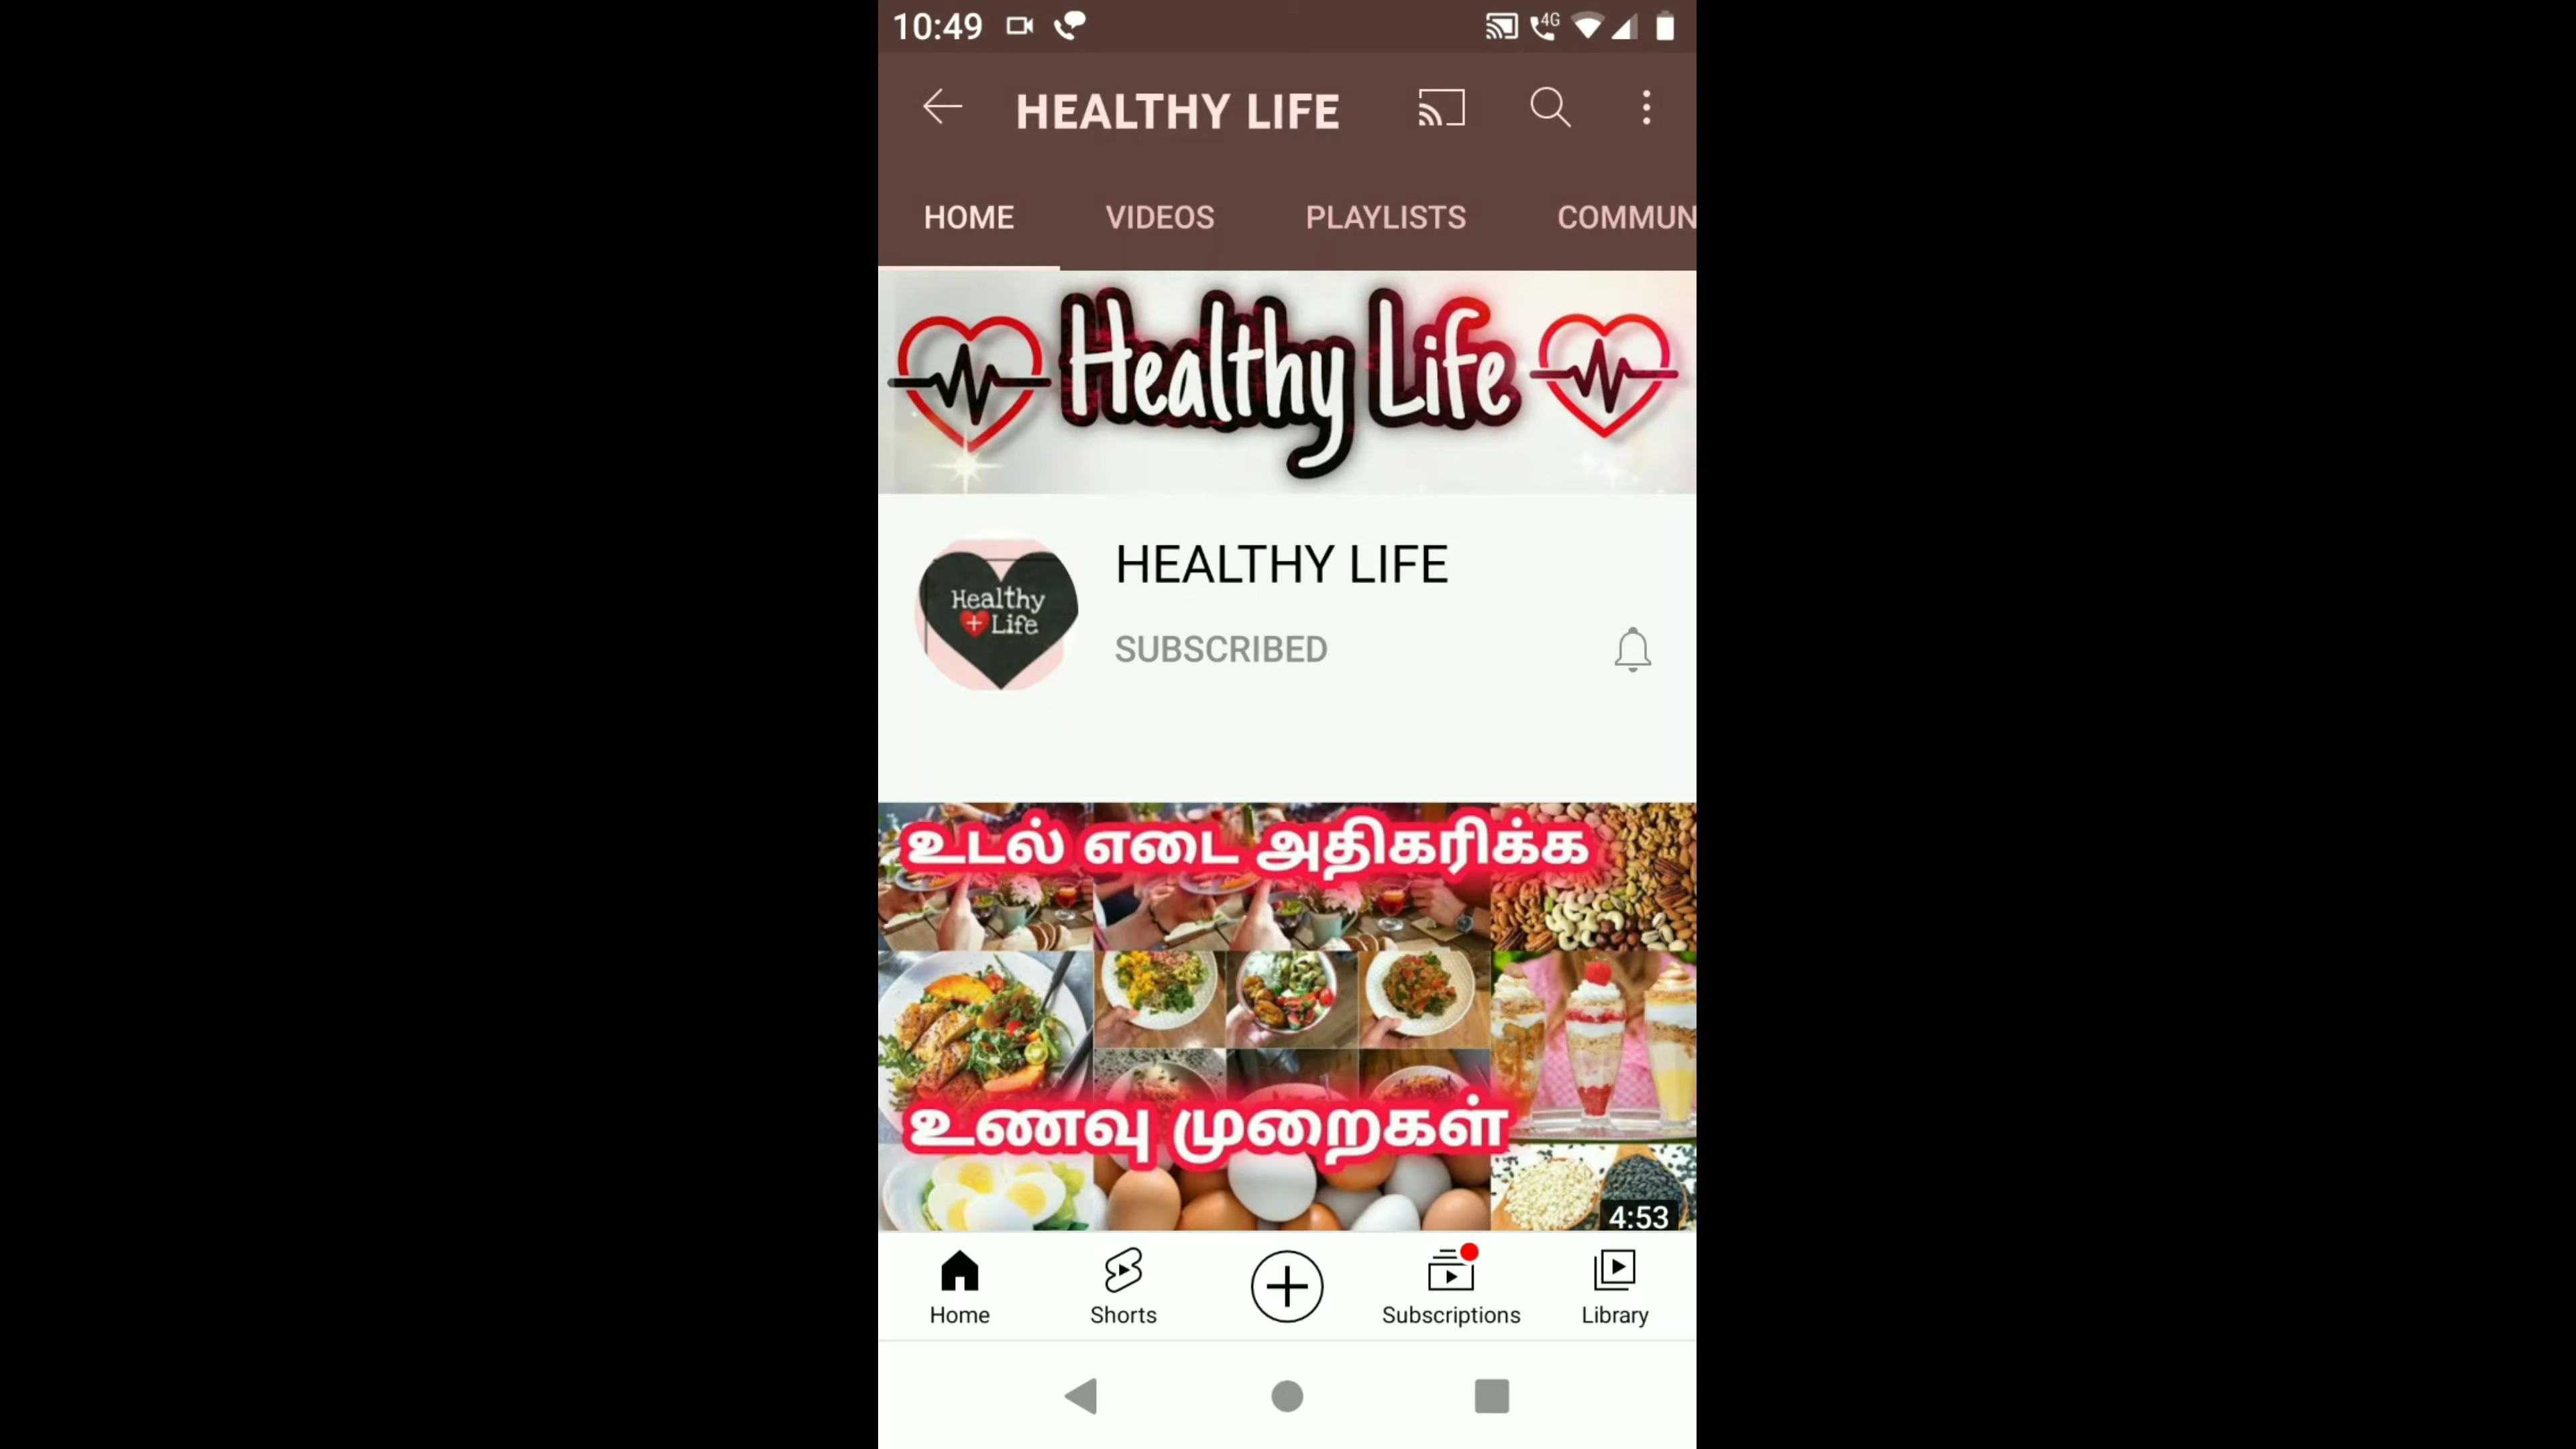 10:49
4G
HEALTHY LIFE
HOME VIDEOS PLAYLISTS COMMUN
Healthy Life
HEALTHY LIFE
Healthy
Life
SUBSCRIBED
உடல் எடை அதிகரிக்க
உணவு முறைகள்
4:53
Home Shorts Subscriptions Library